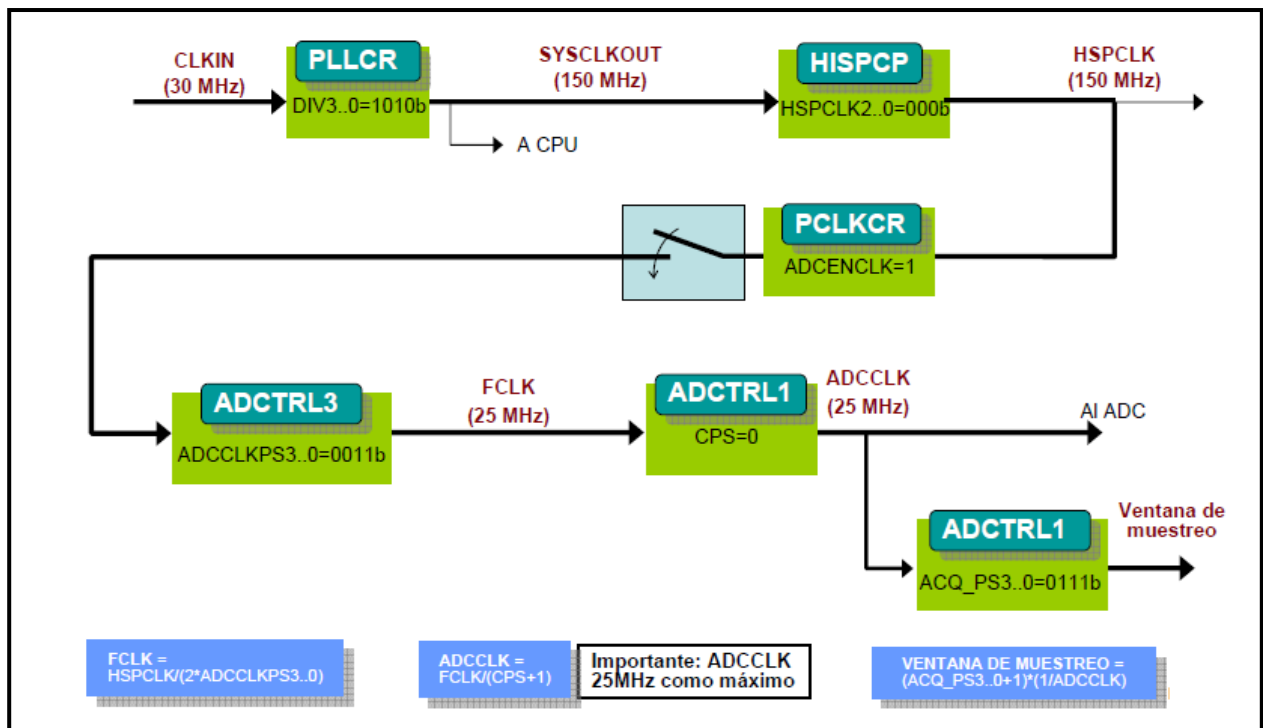 CLKIN
(30 MHz)
PLLCR
DIV3..0=1010b
SYSCLKOUT
(150 MHz)
A CPU
HISPCP
HSPCLK2..0=000b
HSPCLK
(150 MHz)
PCLKCR
ADCENCLK=1
ADCTRL3
ADCCLKPS3..0=0011b
FCLK
(25 MHz)
ADCTRL1
CPS=0
ADCCLK
(25 MHz)
Al ADC
ADCTRL1
ACQ_PS3..0=0111b
Ventana de
muestreo
FCLK =
HSPCLK/(2*ADCCLKPS3..0)
ADCCLK =
FCLK/(CPS+1)
Importante: ADCCLK
25MHz como máximo
VENTANA DE MUESTREO =
(ACQ_PS3..0+1)*(1/ADCCLK)